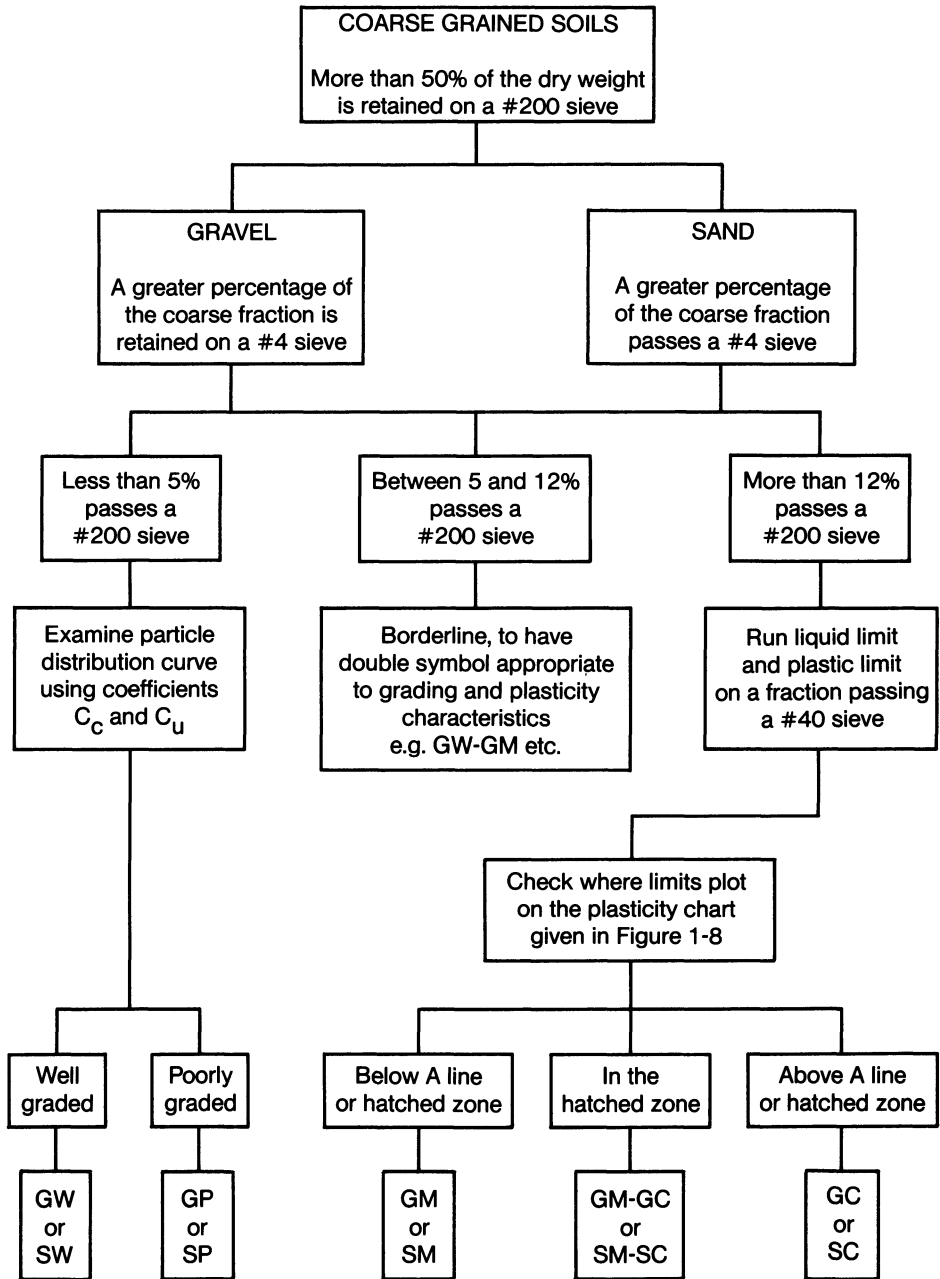 COARSE GRAINED SOILS
More than 50% of the dry weight
is retained on a #200 sieve
GRAVEL
A greater percentage of
the coarse fraction is
retained on a #4 sieve
SAND
A greater percentage
of the coarse fraction
passes a #4 sieve
Less than 5%
passes a
#200 sieve
Between 5 and 12%
passes a
#200 sieve
More than 12%
passes a
#200 sieve
Examine particle
distribution curve
using coefficients
C_c and C_u
Borderline, to have
double symbol appropriate
to grading and plasticity
characteristics
e.g. GW-GM etc.
Run liquid limit
and plastic limit
on a fraction passing
a #40 sieve
Check where limits plot
on the plasticity chart
given in Figure 1-8
Well
graded
Poorly
graded
Below A line
or hatched zone
In the
hatched zone
Above A line
or hatched zone
GW
or
SW
GP
or
SP
GM
or
SM
GM-GC
or
SM-SC
GC
or
SC